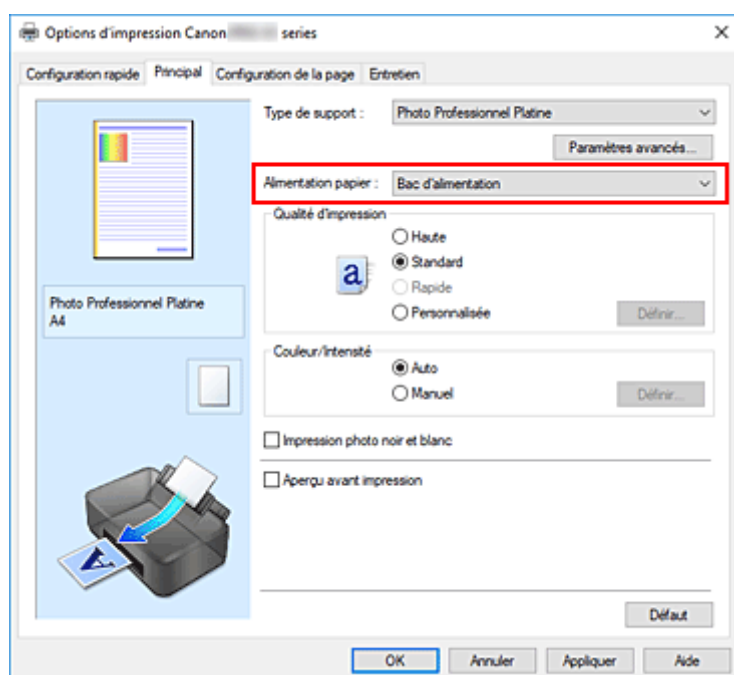 Options d'impression Canon series
Configuration rapide Principal Configuration de la page Entretien
Type de support : Photo Professionnel Platine
Paramètres avancés...
Alimentation papier : Bac d'alimentation
Qualité d'impression
Haute
Standard
Rapide
Personnalisée Définir...
Photo Professionnel Platine
A4
Couleur/Intensité
Auto
Manuel Définir...
Impression photo noir et blanc
Aperçu avant impression
Défaut
OK Annuler Appliquer Aide